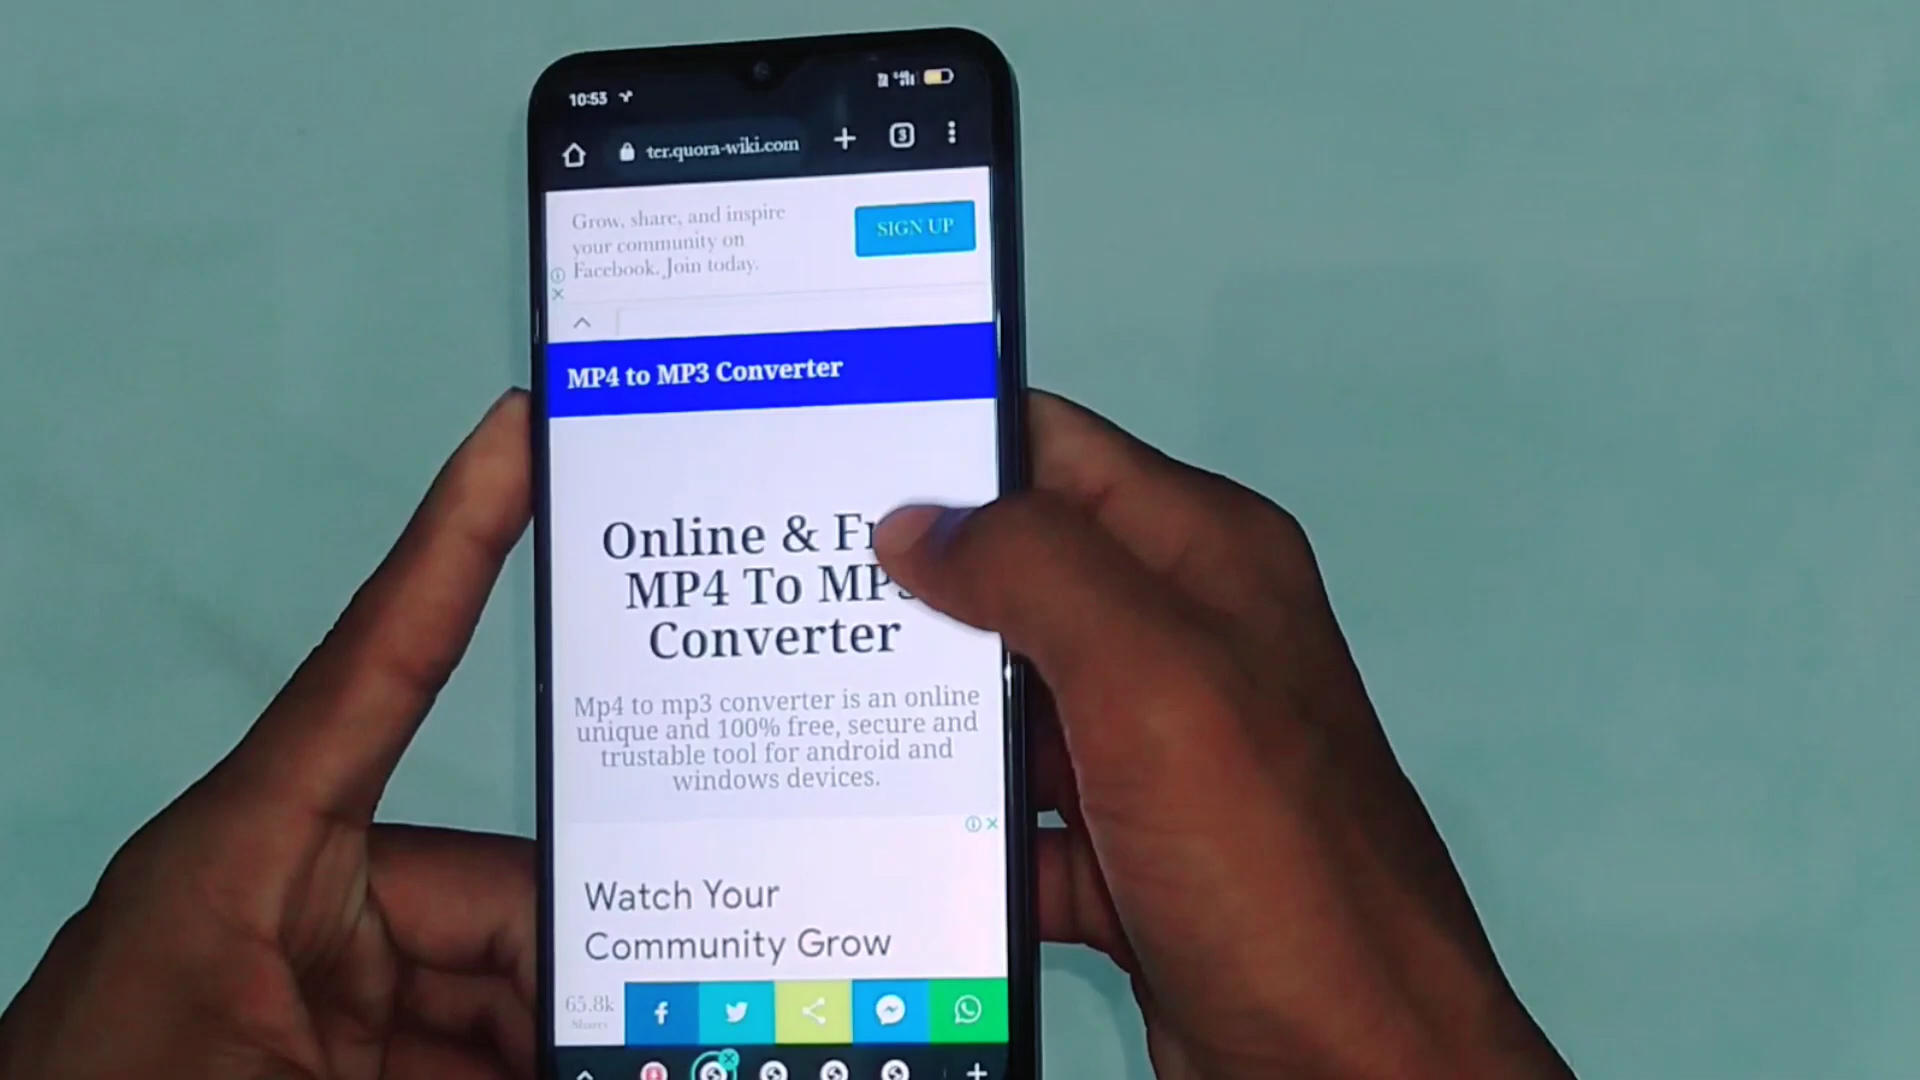 10:53
ter.quora-wiki.com
3
Grow, share, and inspire
your community on
Facebook. Join today.
SIGN UP
MP4 to MP3 Converter
Online &
MP4 To
Converter
Mp4 to mp3 converter is an online
unique and 100% free, secure and
trustable tool for android and
windows devices.
Watch Your
Community Grow
65.8k
Shares